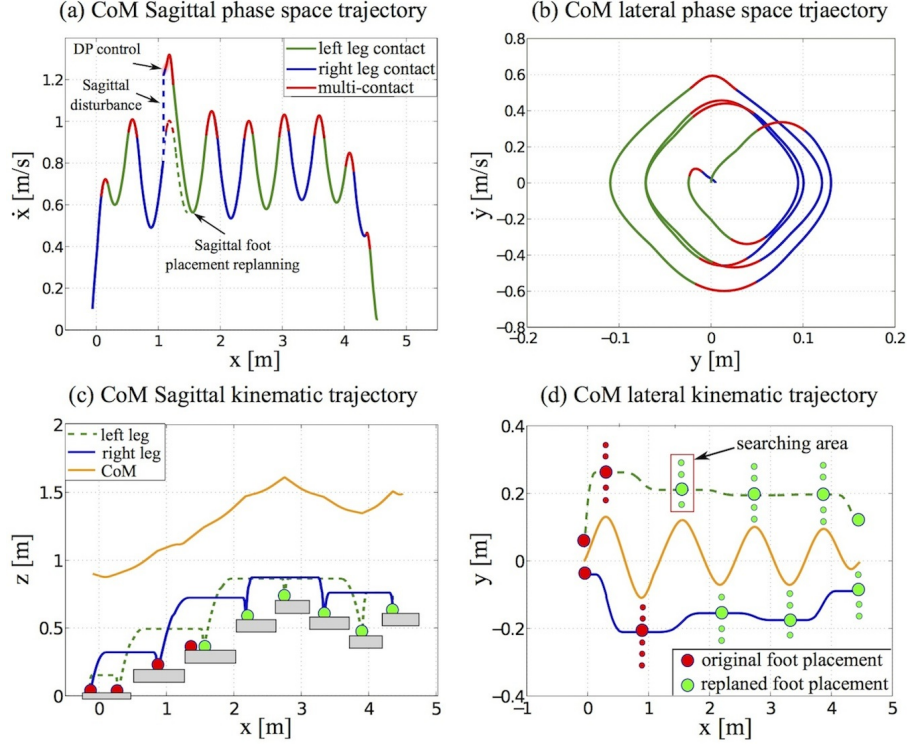 (a) CoM Sagittal phase space trajectory
DP control
Sagittal
disturbance
left leg contact
right leg contact
multi-contact
Sagittal foot
placement replanning
ẋ [m/s]
1.2
1
0.8
0.6
0.4
0.2
0
0 1 2 3 4 5
x [m]
(b) CoM lateral phase space trjaectory
ẏ [m/s]
0.8
0.6
0.4
0.2
0
-0.2
-0.4
-0.6
-0.8
-0.2 -0.1 0 0.1 0.2
y [m]
(c) CoM Sagittal kinematic trajectory
left leg
right leg
CoM
z [m]
2
1.5
1
0.5
0
0 1 2 3 4 5
x [m]
(d) CoM lateral kinematic trajectory
searching area
y [m]
0.4
0.2
0
-0.2
-0.4
original foot placement
replaned foot placement
-1 0 1 2 3 4 5
x [m]